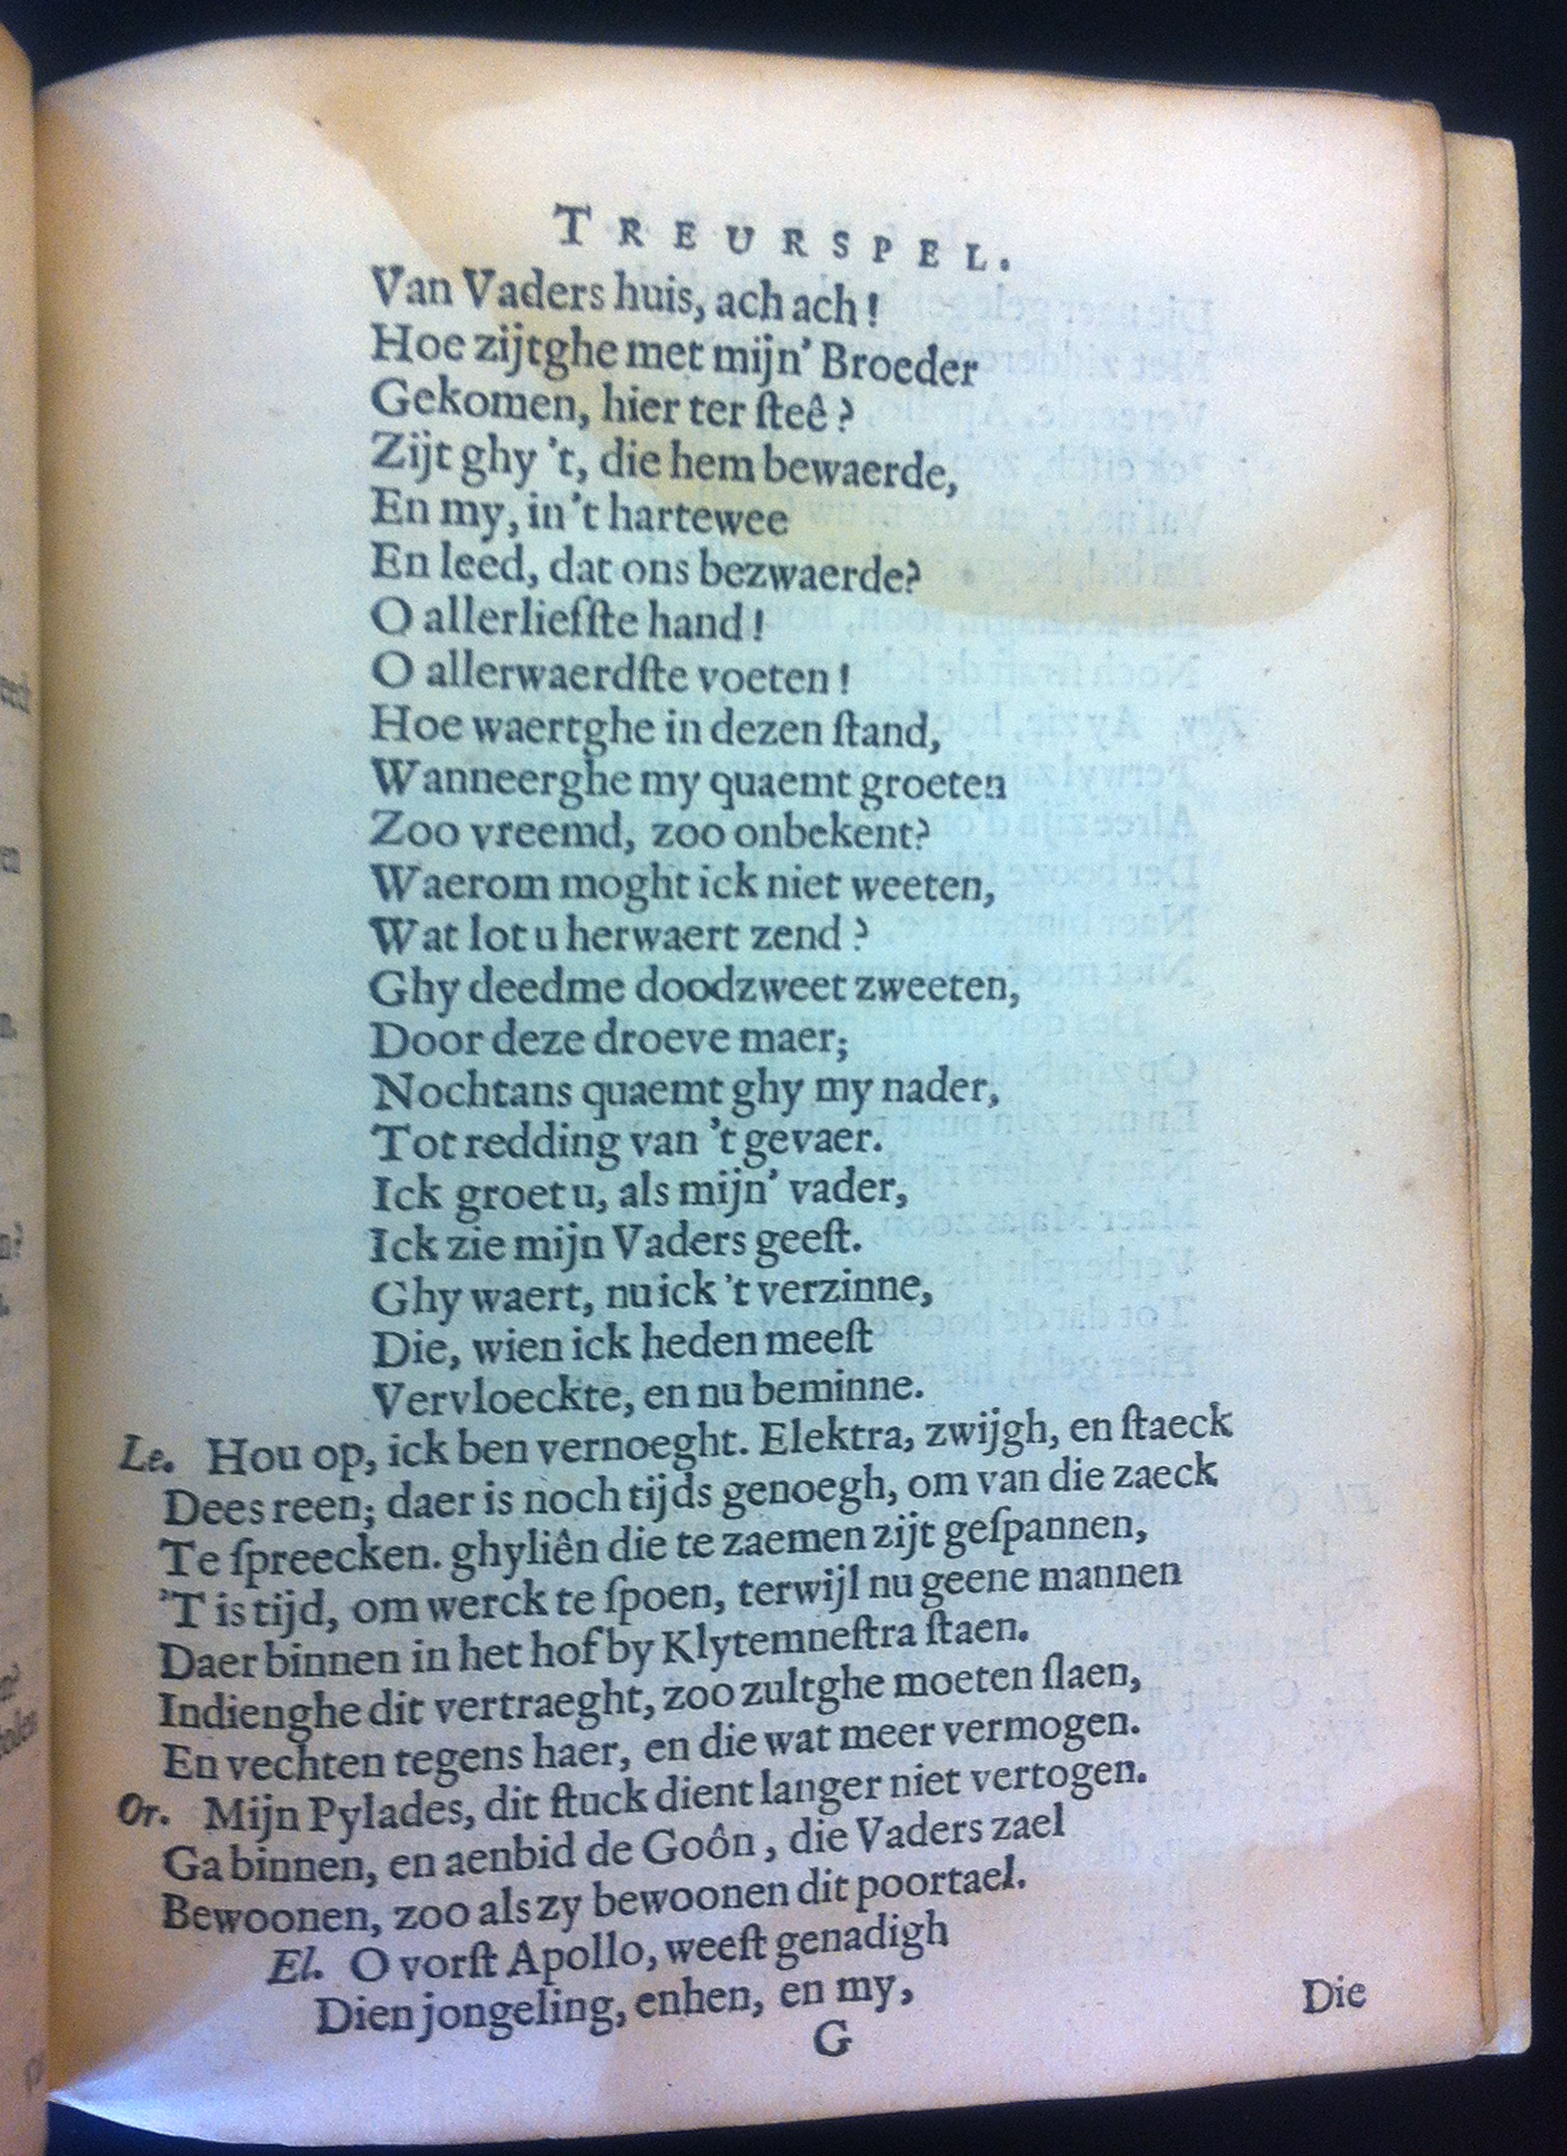 TREURSPEL.
Van Vaders huis, ach ach!
Hoe zijtghe met mijn' Broeder
Gekomen, hier ter ſteê?
Zijt ghy 't, die hem bewaerde,
En my, in 't hartewee
En leed, dat ons bezwaerde?
O allerliefſte hand!
O allerwaerdſte voeten!
Hoe waertghe in dezen ſtand,
Wanneerghe my quaemt groeten
Zoo vreemd, zoo onbekent?
Waerom moght ick niet weeten,
Wat lot u herwaert zend?
Ghy deedme doodzweet zweeten,
Door deze droeve maer;
Nochtans quaemt ghy my nader,
Tot redding van 't gevaer.
Ick groet u, als mijn' vader,
Ick zie mijn Vaders geeſt.
Ghy waert, nu ick 't verzinne,
Die, wien ick heden meeſt
Vervloeckte, en nu beminne.
Le. Hou op, ick ben vernoeght. Elektra, zwijgh, en ſtaeck
Dees reen; daer is noch tijds genoegh, om van die zaeck
Te ſpreecken. ghyliên die te zaemen zijt geſpannen,
'T is tijd, om werck te ſpoen, terwijl nu geene mannen
Daer binnen in het hof by Klytemneſtra ſtaen.
Indienghe dit vertraeght, zoo zultghe moeten ſlaen,
En vechten tegens haer, en die wat meer vermogen.
Or. Mijn Pylades, dit ſtuck dient langer niet vertogen.
Ga binnen, en aenbid de Goôn, die Vaders zael
Bewoonen, zoo als zy bewoonen dit poortael.
El. O vorſt Apollo, weeſt genadigh
Dien jongeling, enhen, en my,
G
Die